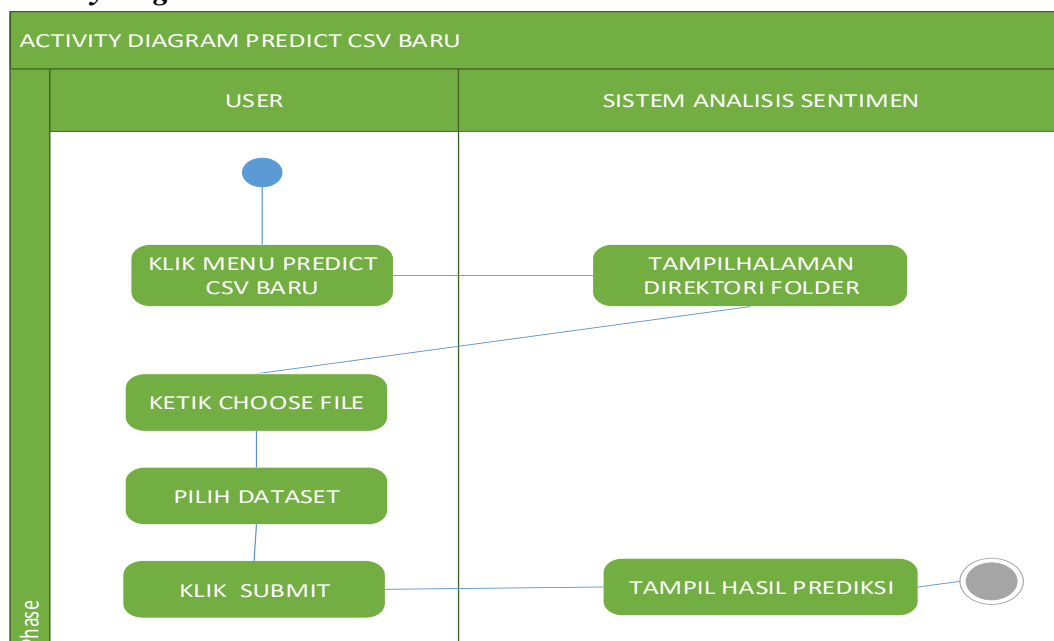 ACTIVITY DIAGRAM PREDICT CSV BARU
USER
SISTEM ANALISIS SENTIMEN
KLIK MENU PREDICT
CSV BARU
TAMPILHALAMAN
DIREKTORI FOLDER
KETIK CHOOSE FILE
PILIH DATASET
KLIK SUBMIT
TAMPIL HASIL PREDIKSI
Phase